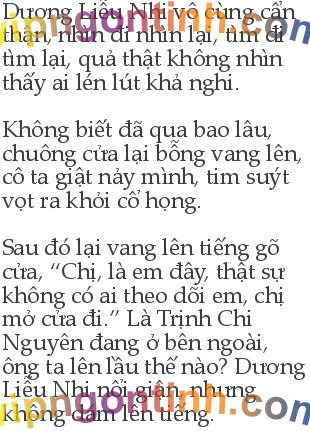 Dương Liễu Nhi vô cùng cẩn
thận, nhìn đi nhìn lại, tìm đi
tìm lại, quả thật không nhìn
thấy ai lén lút khả nghi.
Không biết đã qua bao lâu,
chuông cửa lại bỗng vang lên,
cô ta giật nảy mình, tim suýt
vọt ra khỏi cổ họng.
Sau đó lại vang lên tiếng gõ
cửa, “Chị, là em đây, thật sự
không có ai theo dõi em, chị
mở cửa đi.” Là Trịnh Chi
Nguyên đang ở bên ngoài,
ông ta lên lầu thế nào? Dương
Liễu Nhi nổi giận, nhưng
không dám lên tiếng.
vipngontinh.com
vipngontinh.com